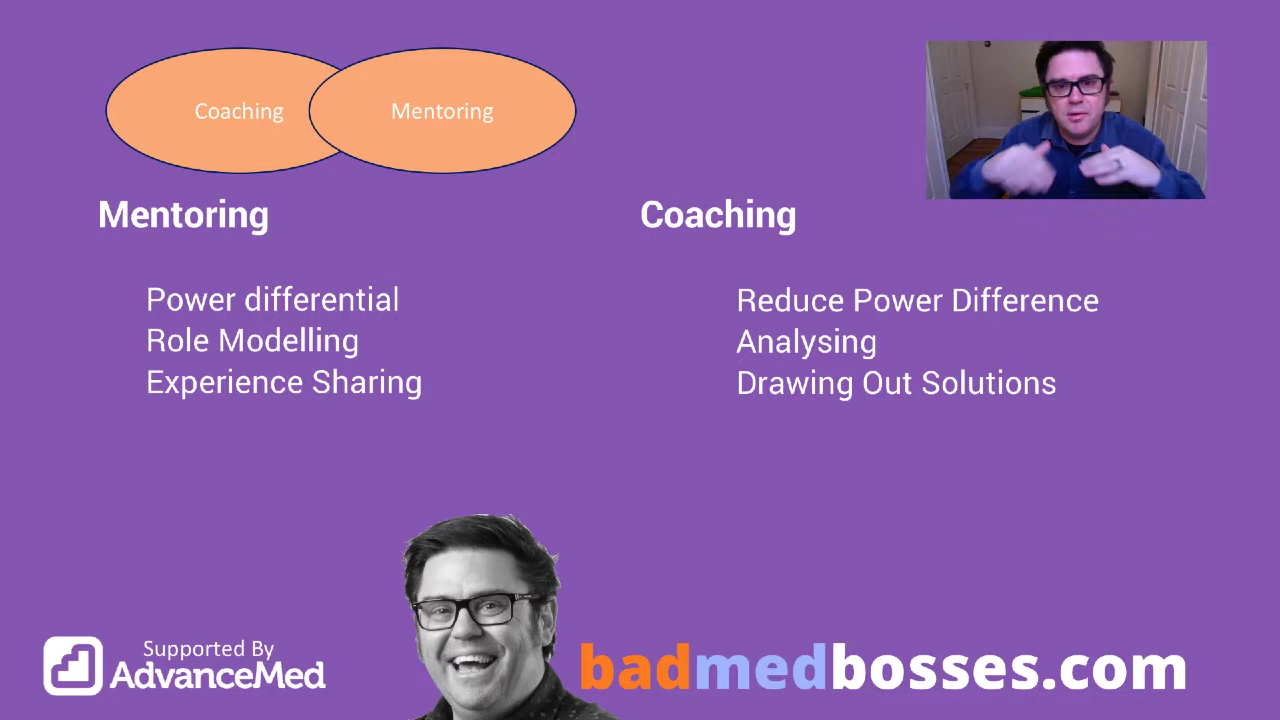 Coaching
Mentoring
Mentoring
Power differential
Role Modelling
Experience Sharing
Coaching
Reduce Power Difference
Analysing
Drawing Out Solutions
Supported By
AdvanceMed
badmedbosses.com